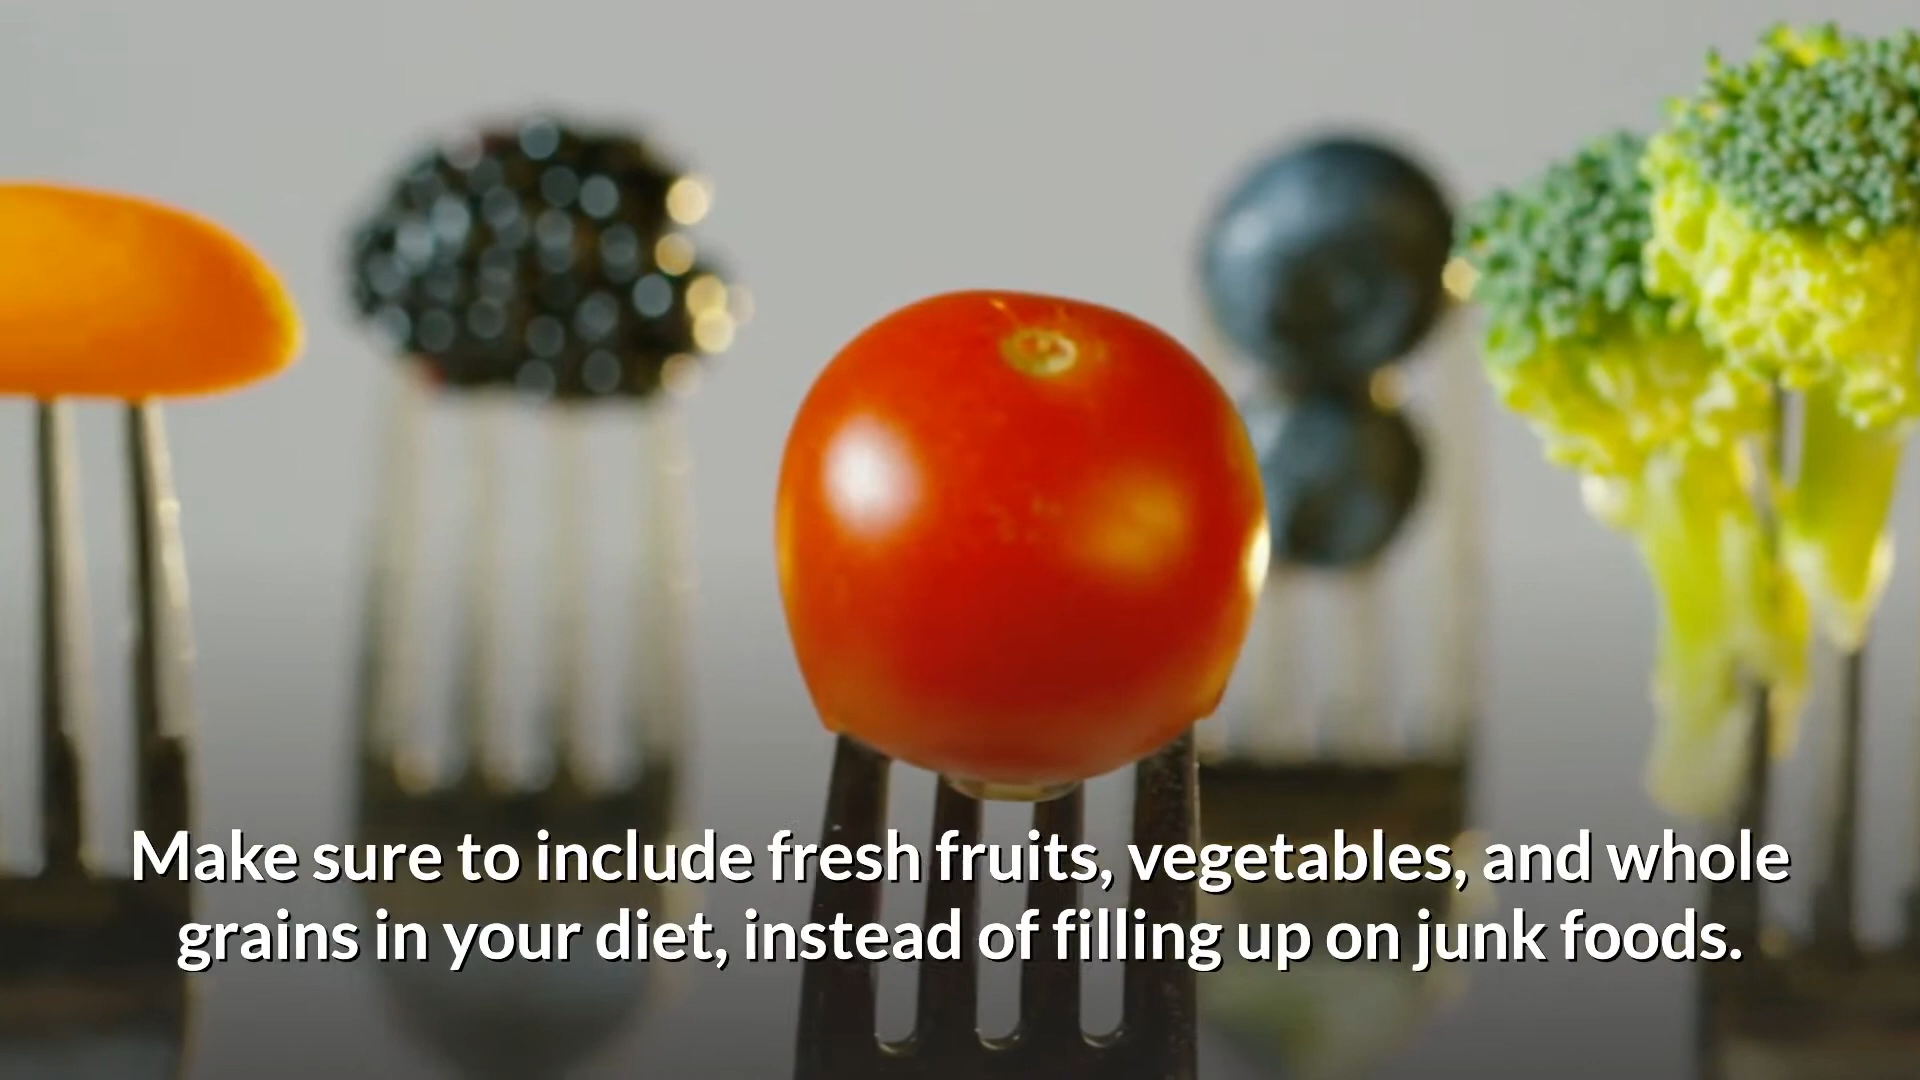 Make sure to include fresh fruits, vegetables, and whole
grains in your diet, instead of filling up on junk foods.